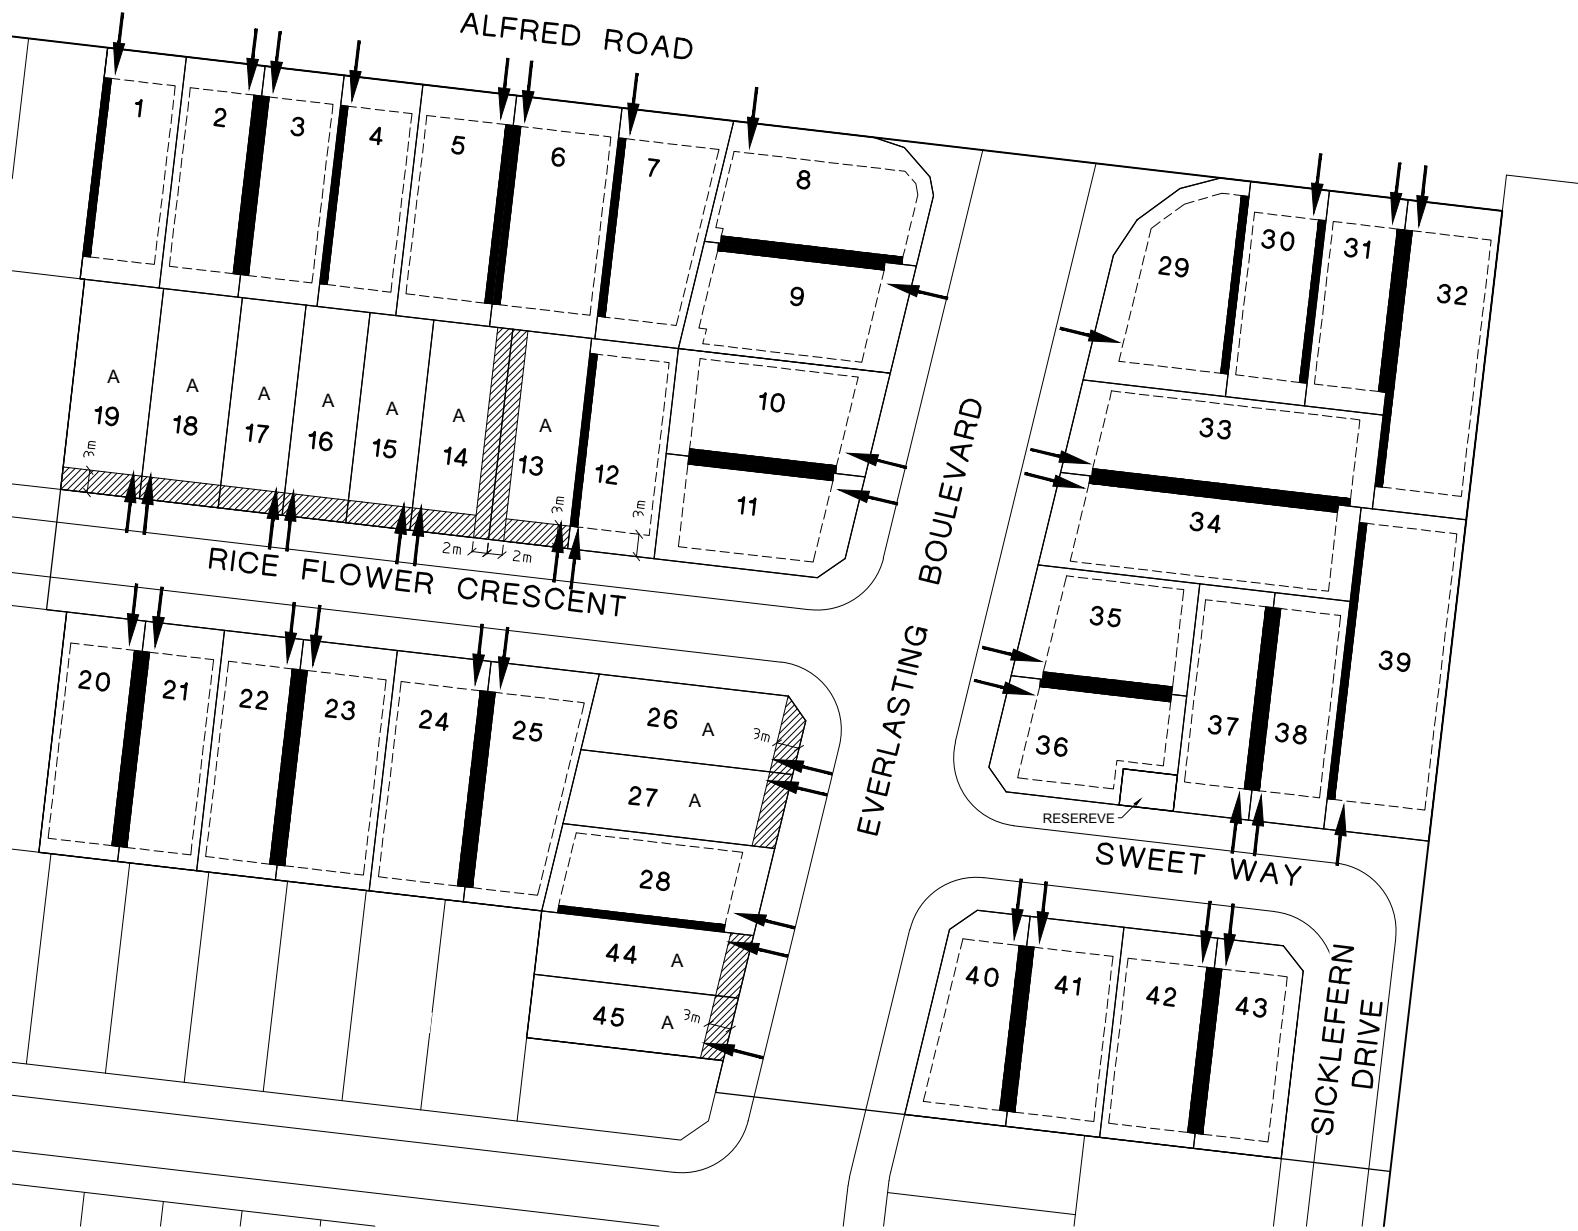 ALFRED ROAD
1
2
3
4
5
6
7
8
9
10
11
12
A
13
A
14
A
15
A
16
A
17
A
18
A
19
3m
3m
3m
2m
2m
RICE FLOWER CRESCENT
EVERLASTING BOULEVARD
29
30
31
32
33
34
35
36
37
38
39
RESEREVE
SWEET WAY
20
21
22
23
24
25
26 A
3m
27 A
28
44 A
45 A
3m
40
41
42
43
SICKLEFERN
DRIVE